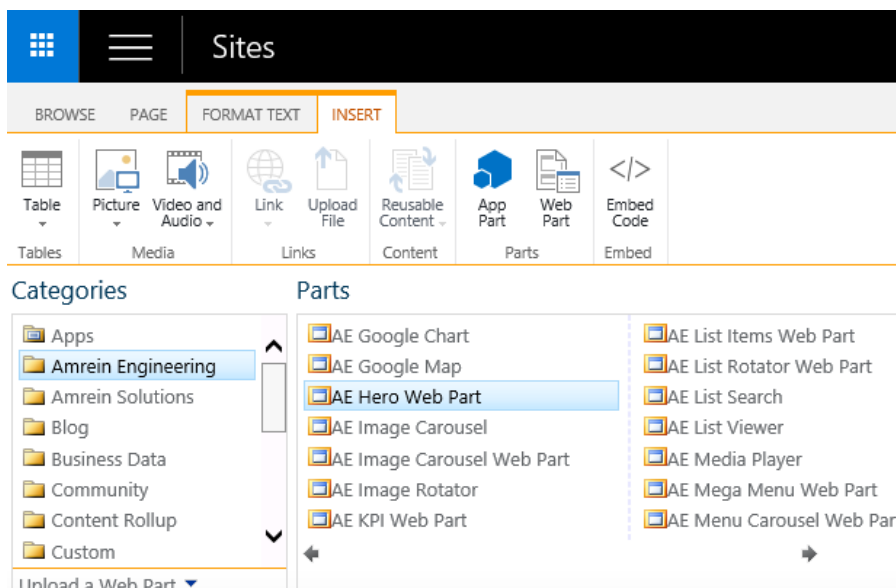 Sites
BROWSE PAGE FORMAT TEXT INSERT
Table Picture Video and Audio Link Upload File Reusable Content App Part Web Part Embed Code
Tables Media Links Content Parts Embed
Categories
Apps
Amrein Engineering
Amrein Solutions
Blog
Business Data
Community
Content Rollup
Custom
Upload a Web Part
Parts
AE Google Chart
AE Google Map
AE Hero Web Part
AE Image Carousel
AE Image Carousel Web Part
AE Image Rotator
AE KPI Web Part
AE List Items Web Part
AE List Rotator Web Part
AE List Search
AE List Viewer
AE Media Player
AE Mega Menu Web Part
AE Menu Carousel Web Par